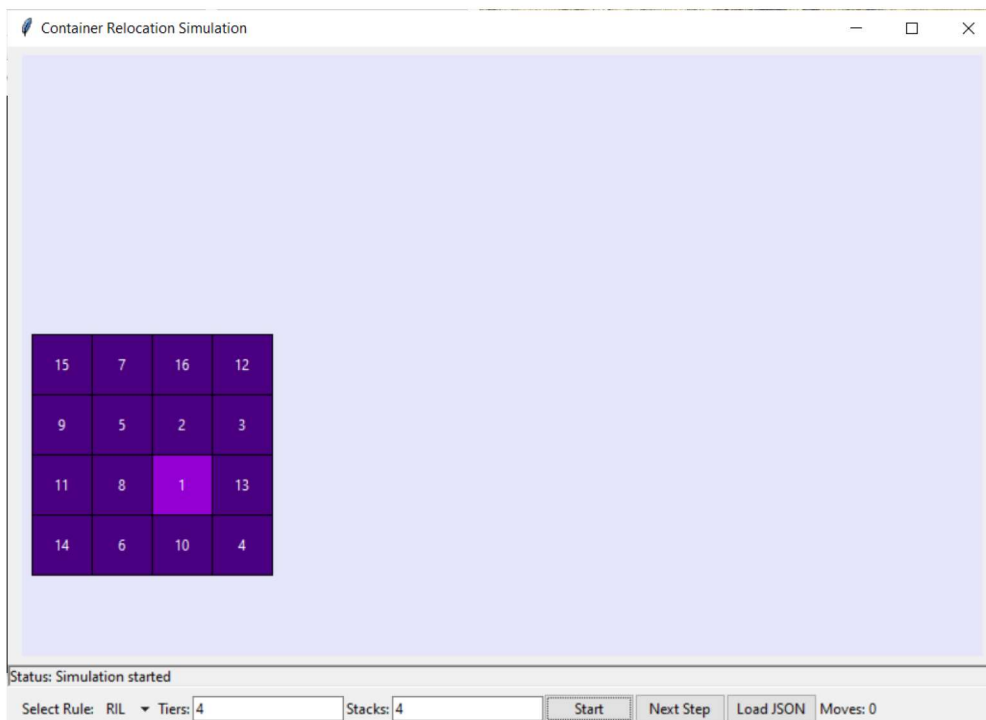 Container Relocation Simulation
15 7 16 12
9 5 2 3
11 8 1 13
14 6 10 4
Status: Simulation started
Select Rule: RIL Tiers: 4 Stacks: 4 Start Next Step Load JSON Moves: 0